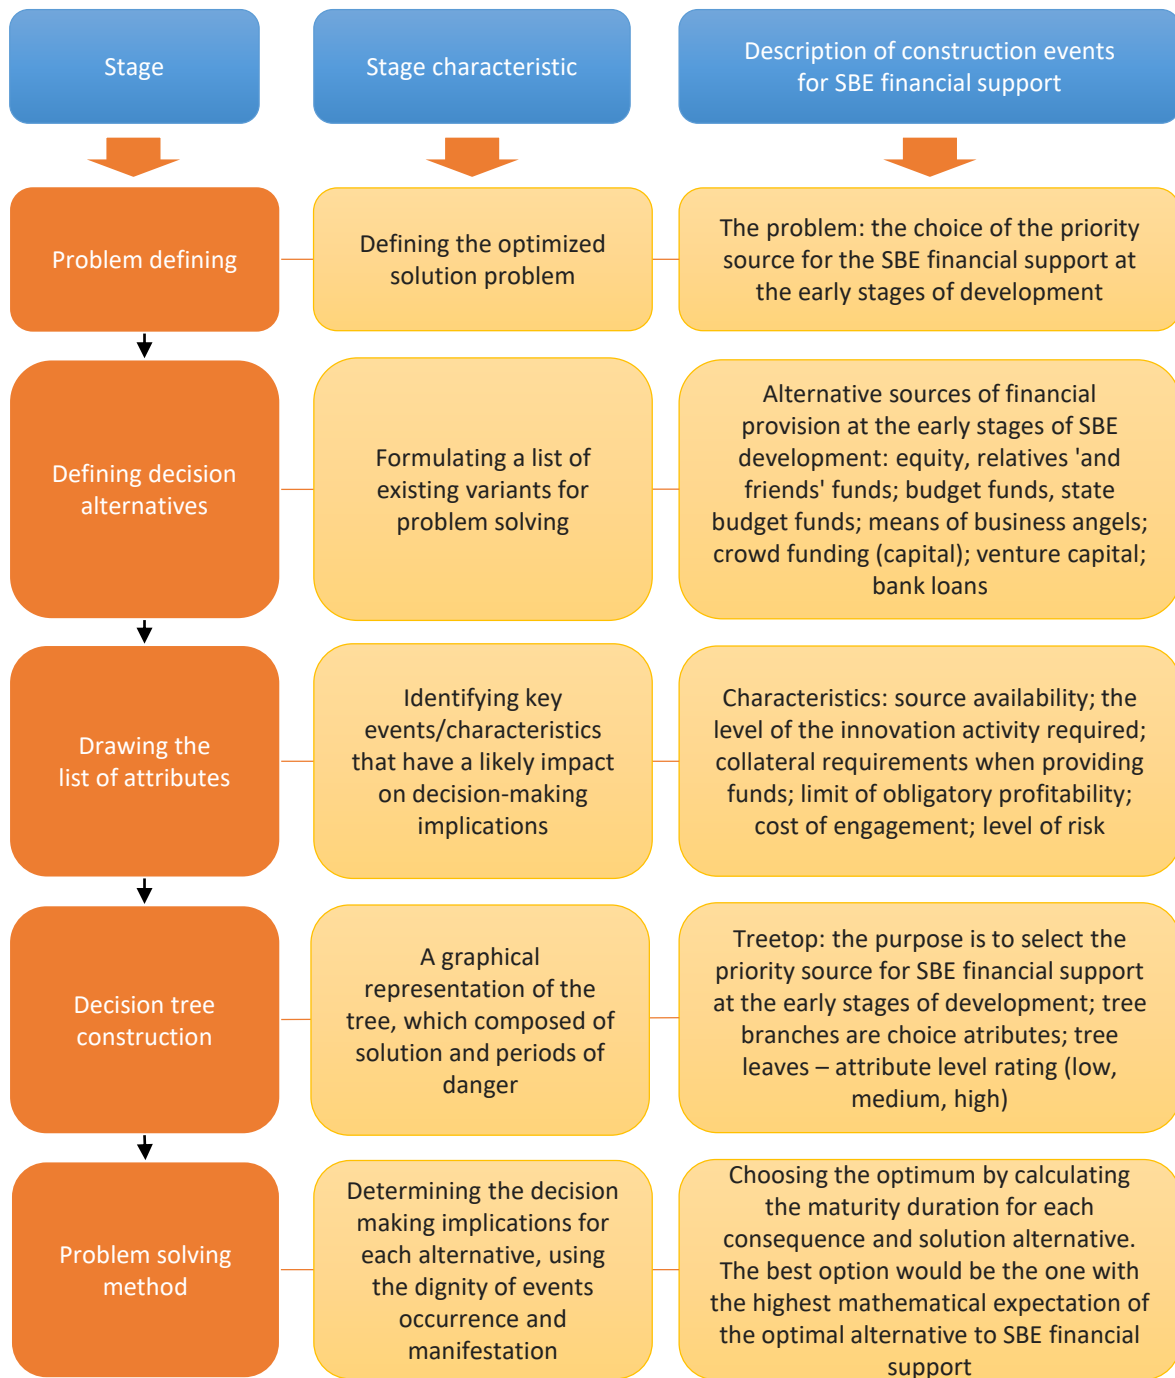 Stage
Stage characteristic
Description of construction events
for SBE financial support
Problem defining
Defining the optimized
solution problem
The problem: the choice of the priority
source for the SBE financial support at
the early stages of development
Defining decision
alternatives
Formulating a list of
existing variants for
problem solving
Alternative sources of financial
provision at the early stages of SBE
development: equity, relatives 'and
friends' funds; budget funds, state
budget funds; means of business angels;
crowd funding (capital); venture capital;
bank loans
Drawing the
list of attributes
Identifying key
events/characteristics
that have a likely impact
on decision-making
implications
Characteristics: source availability; the
level of the innovation activity required;
collateral requirements when providing
funds; limit of obligatory profitability;
cost of engagement; level of risk
Decision tree
construction
A graphical
representation of the
tree, which composed of
solution and periods of
danger
Treetop: the purpose is to select the
priority source for SBE financial support
at the early stages of development; tree
branches are choice atributes; tree
leaves – attribute level rating (low,
medium, high)
Problem solving
method
Determining the decision
making implications for
each alternative, using
the dignity of events
occurrence and
manifestation
Choosing the optimum by calculating
the maturity duration for each
consequence and solution alternative.
The best option would be the one with
the highest mathematical expectation of
the optimal alternative to SBE financial
support